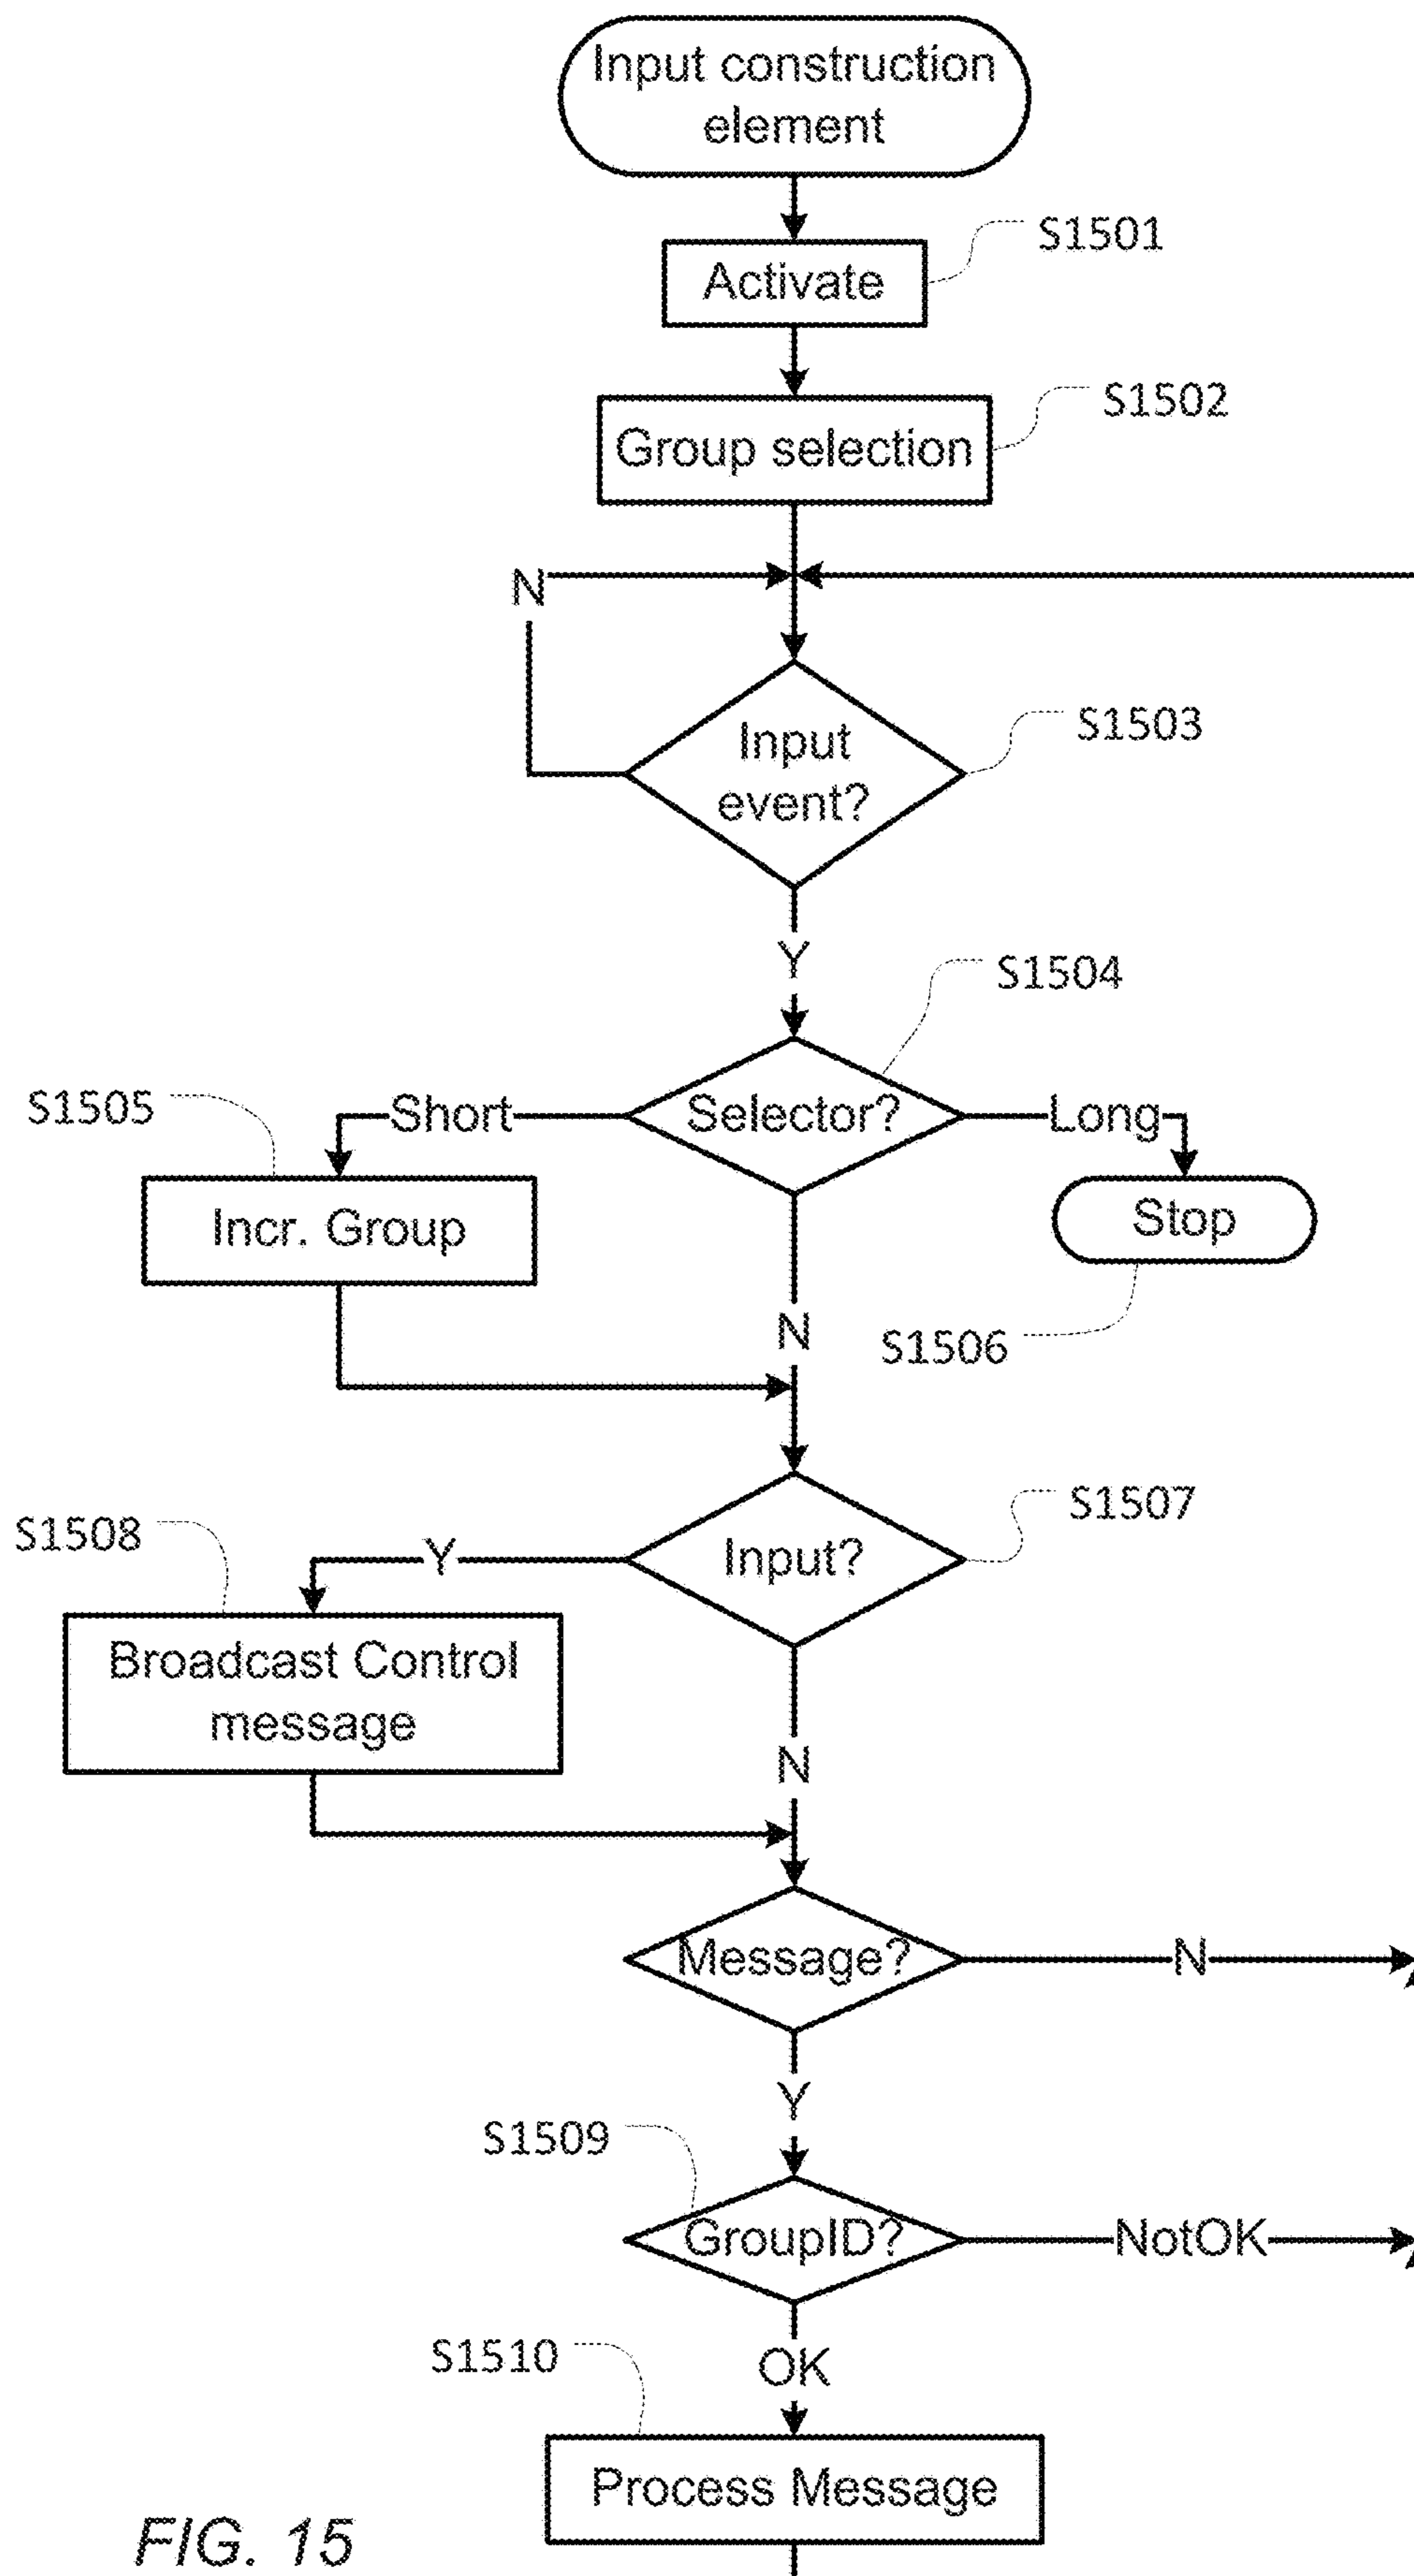 Input construction
element
S1501
Activate
S1502
Group selection
N
S1503
Input
event?
Y
S1504
S1505
Short
Selector?
Long
Incr. Group
Stop
N
S1506
S1507
S1508
Y
Input?
Broadcast Control
message
N
Message?
N
Y
S1509
GroupID?
NotOK
S1510
OK
Process Message
FIG. 15